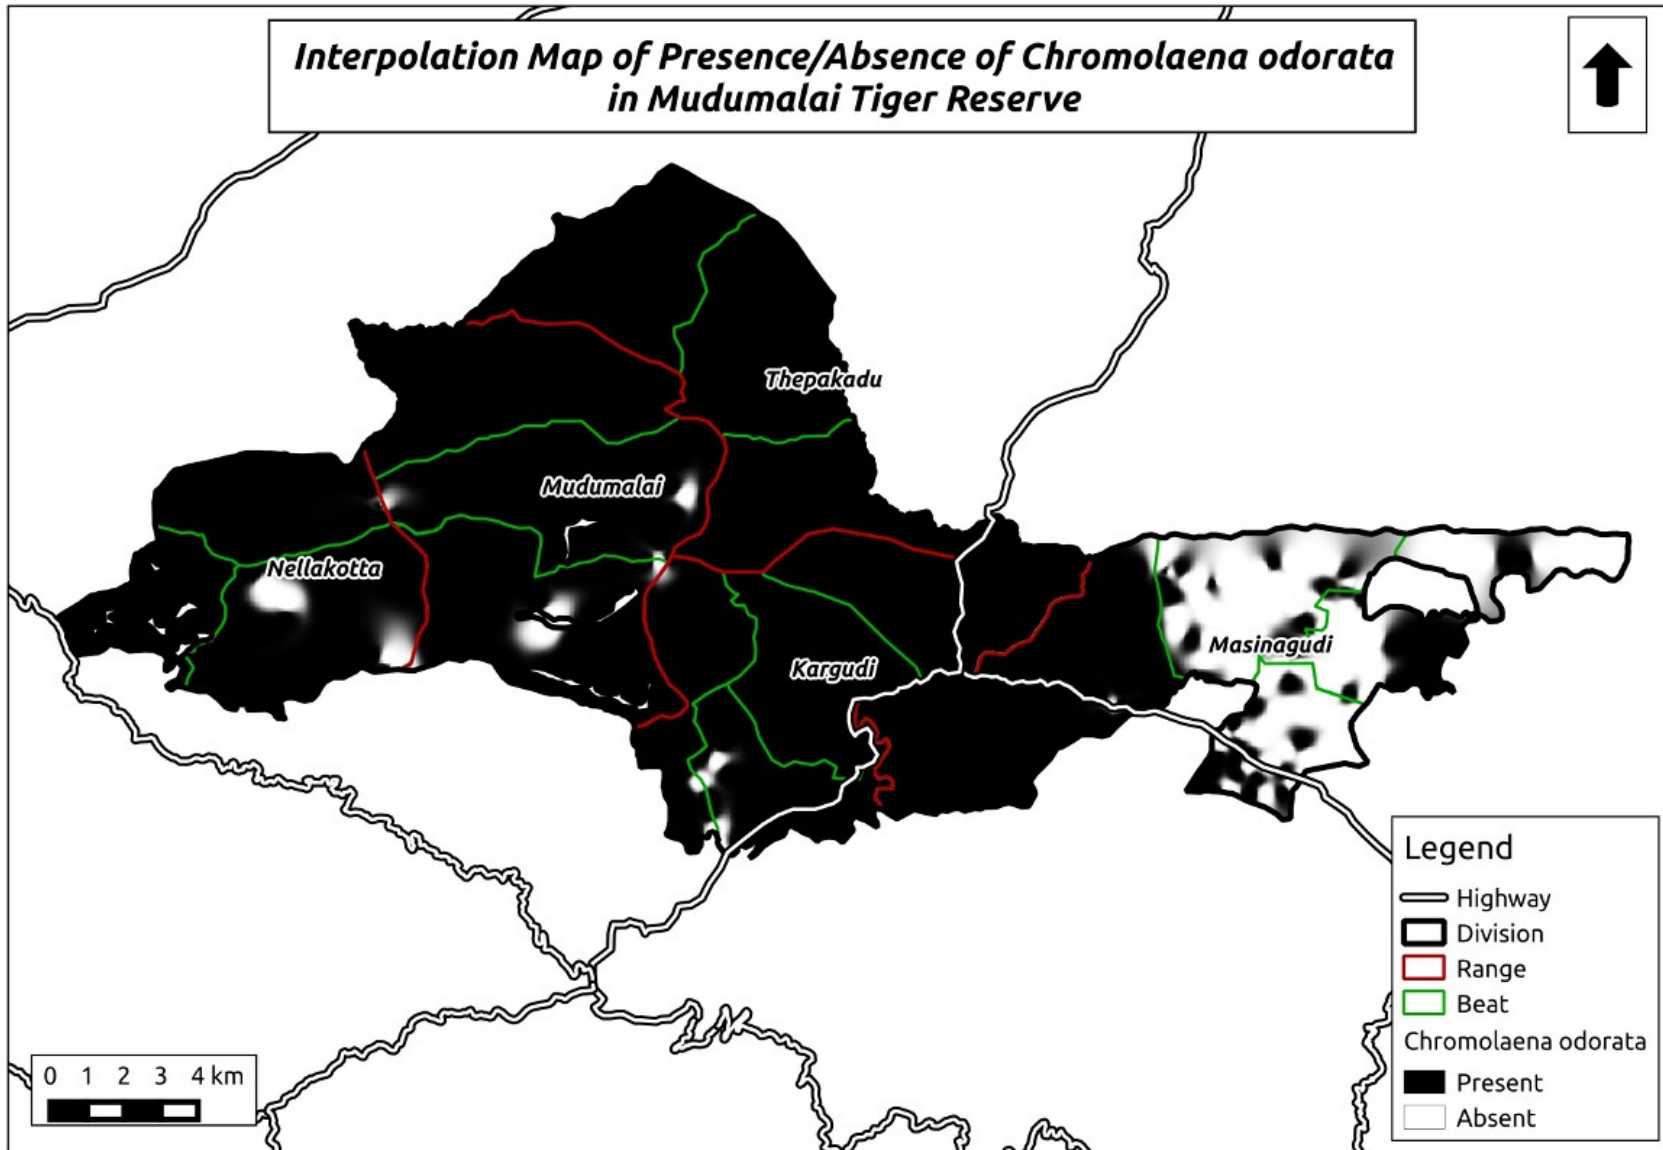 Interpolation Map of Presence/Absence of Chromolaena odorata
in Mudumalai Tiger Reserve
Thepakadu
Mudumalai
Nellakotta
Masinagudi
Kargudi
Legend
Highway
Division
Range
Beat
Chromolaena odorata
Present
Absent
0 1 2 3 4 km